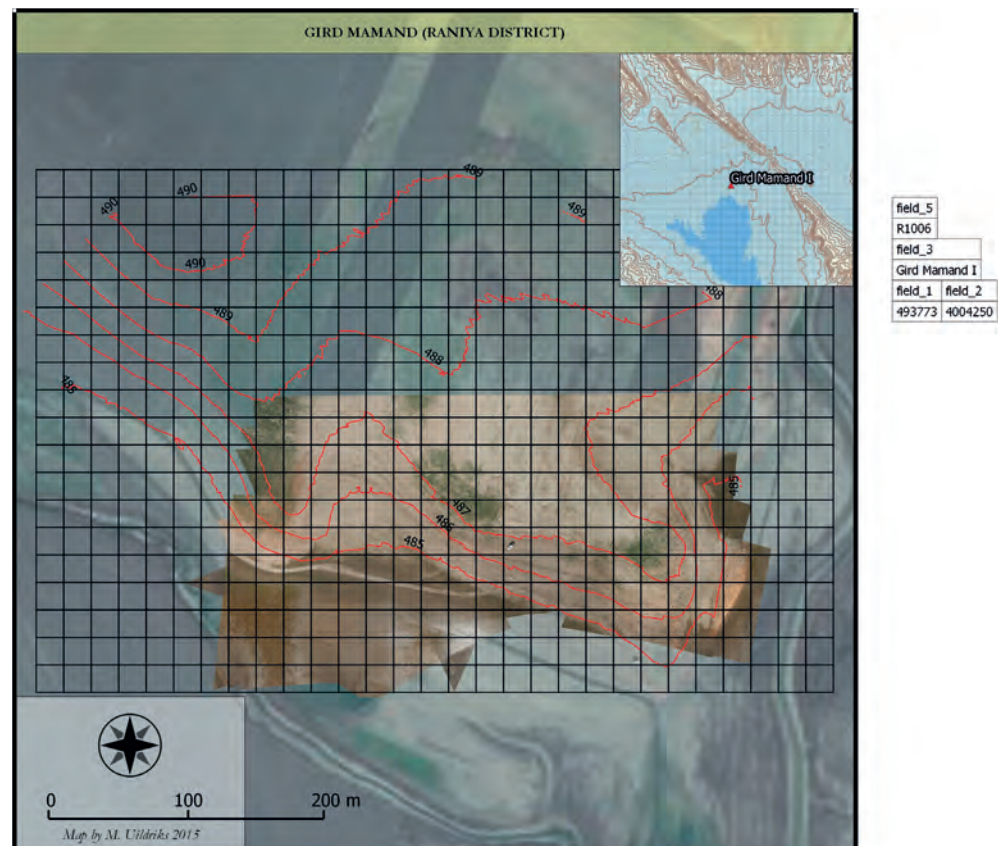 GIRD MAMAND (RANIYA DISTRICT)
Gird Mamand I
489
490
490
489
490
489
488
488
485
485
487
486
485
0 100 200 m
Map by M. Uildriks 2015
field_5
R1006
field_3
Gird Mamand I
field_1 field_2
493773 4004250